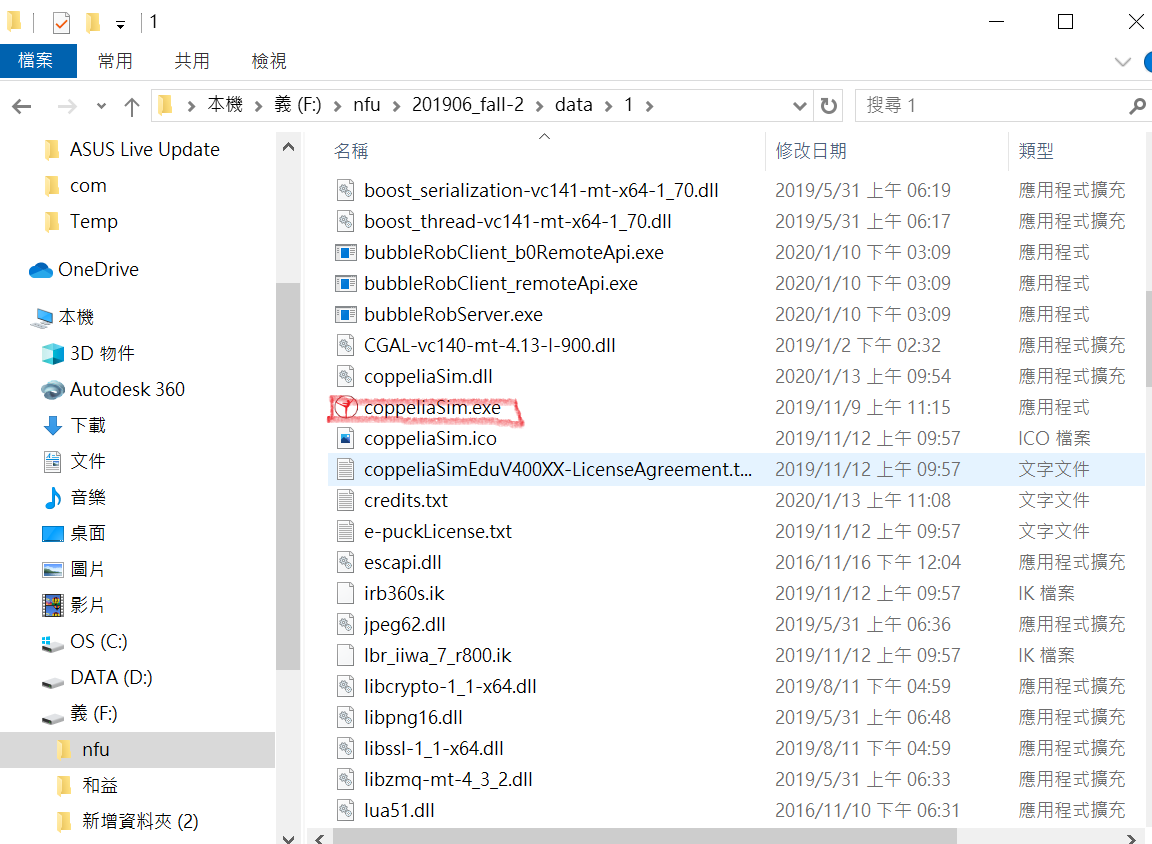 1
檔案 常用 共用 檢視
本機 義 (F:) nfu 201906_fall-2 data 1 搜尋 1
ASUS Live Update
com
Temp
OneDrive
本機
3D 物件
Autodesk 360
下載
文件
音樂
桌面
圖片
影片
OS (C:)
DATA (D:)
義 (F:)
nfu
和益
新增資料夾 (2)
名稱 修改日期 類型
boost_serialization-vc141-mt-x64-1_70.dll 2019/5/31 上午 06:19 應用程式擴充
boost_thread-vc141-mt-x64-1_70.dll 2019/5/31 上午 06:17 應用程式擴充
bubbleRobClient_b0RemoteApi.exe 2020/1/10 下午 03:09 應用程式
bubbleRobClient_remoteApi.exe 2020/1/10 下午 03:09 應用程式
bubbleRobServer.exe 2020/1/10 下午 03:09 應用程式
CGAL-vc140-mt-4.13-I-900.dll 2019/1/2 下午 02:32 應用程式擴充
coppeliaSim.dll 2020/1/13 下午 09:54 應用程式擴充
coppeliaSim.exe 2019/11/9 上午 11:15 應用程式
coppeliaSim.ico 2019/11/12 上午 09:57 ICO 檔案
coppeliaSimEduV400XX-LicenseAgreement.t... 2019/11/12 上午 09:57 文字文件
credits.txt 2020/1/13 上午 11:08 文字文件
e-puckLicense.txt 2019/11/12 上午 09:57 文字文件
escapi.dll 2016/11/16 下午 12:04 應用程式擴充
irb360s.ik 2019/11/12 上午 09:57 IK 檔案
jpeg62.dll 2019/5/31 上午 06:36 應用程式擴充
lbr_iiwa_7_r800.ik 2019/11/12 上午 09:57 IK 檔案
libcrypto-1_1-x64.dll 2019/8/11 下午 04:59 應用程式擴充
libpng16.dll 2019/5/31 上午 06:48 應用程式擴充
libssl-1_1-x64.dll 2019/8/11 下午 04:59 應用程式擴充
libzmq-mt-4_3_2.dll 2019/5/31 上午 06:33 應用程式擴充
lua51.dll 2016/11/10 下午 06:31 應用程式擴充